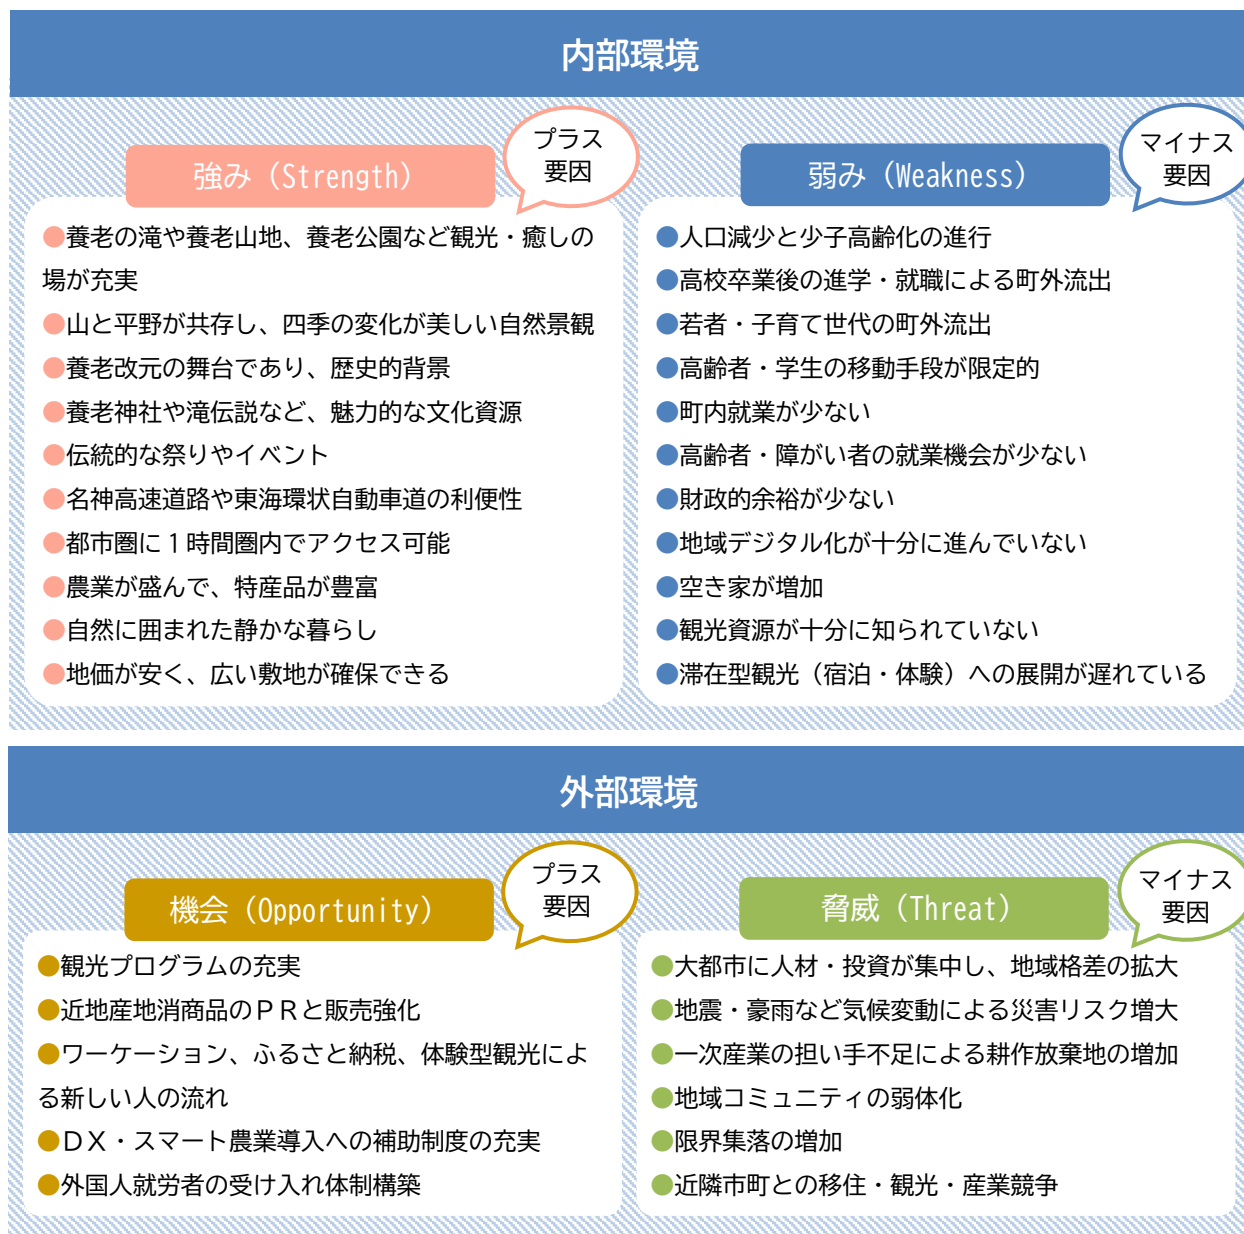 内部環境
強み（Strength）
プラス
要因
●養老の滝や養老山地、養老公園など観光・癒しの
場が充実
●山と平野が共存し、四季の変化が美しい自然景観
●養老改元の舞台であり、歴史的背景
●養老神社や滝伝説など、魅力的な文化資源
●伝統的な祭りやイベント
●名神高速道路や東海環状自動車道の利便性
●都市圏に１時間圏内でアクセス可能
●農業が盛んで、特産品が豊富
●自然に囲まれた静かな暮らし
●地価が安く、広い敷地が確保できる
弱み（Weakness）
マイナス
要因
●人口減少と少子高齢化の進行
●高校卒業後の進学・就職による町外流出
●若者・子育て世代の町外流出
●高齢者・学生の移動手段が限定的
●町内就業が少ない
●高齢者・障がい者の就業機会が少ない
●財政的余裕が少ない
●地域デジタル化が十分に進んでいない
●空き家が増加
●観光資源が十分に知られていない
●滞在型観光（宿泊・体験）への展開が遅れている
外部環境
機会（Opportunity）
プラス
要因
●観光プログラムの充実
●近地産地消商品のＰＲと販売強化
●ワーケーション、ふるさと納税、体験型観光によ
る新しい人の流れ
●ＤＸ・スマート農業導入への補助制度の充実
●外国人就労者の受け入れ体制構築
脅威（Threat）
マイナス
要因
●大都市に人材・投資が集中し、地域格差の拡大
●地震・豪雨など気候変動による災害リスク増大
●一次産業の担い手不足による耕作放棄地の増加
●地域コミュニティの弱体化
●限界集落の増加
●近隣市町との移住・観光・産業競争